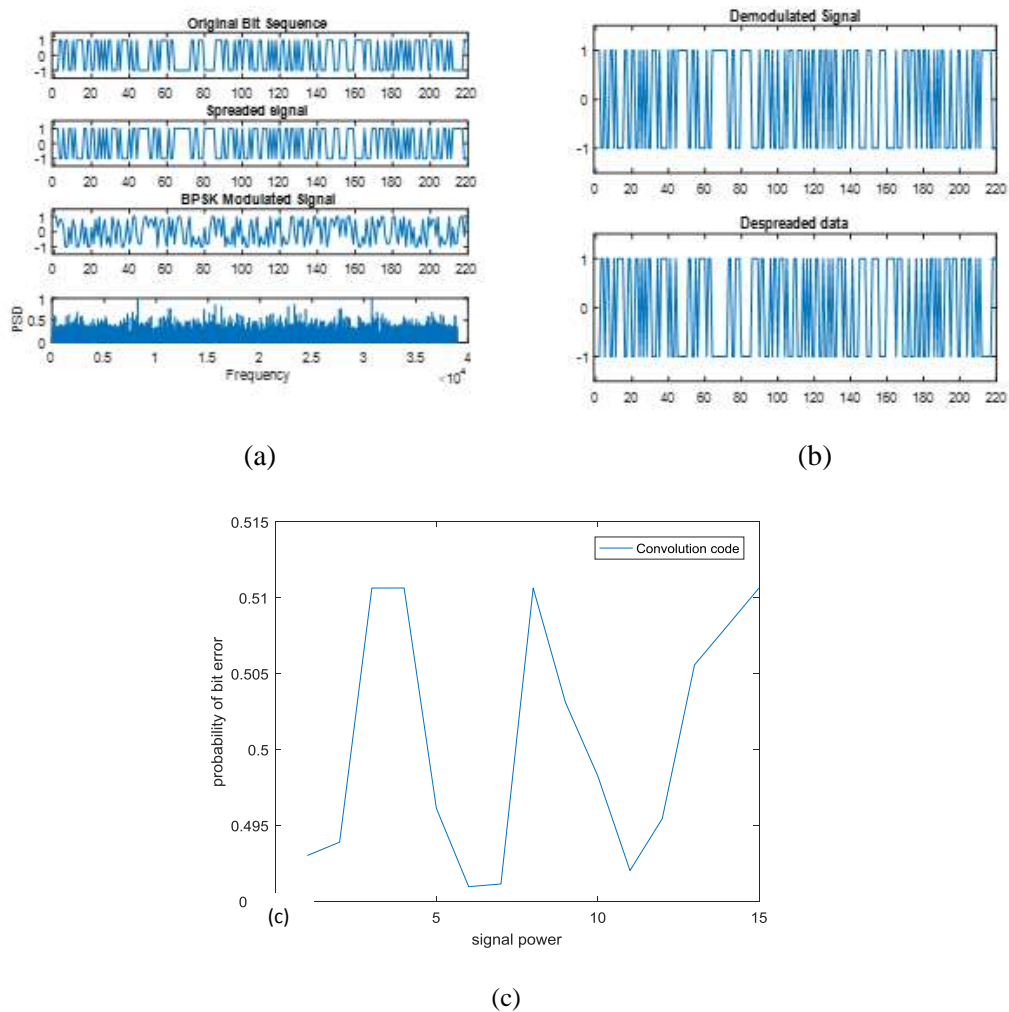 Original Bit Sequence
1
0
-1
0 20 40 60 80 100 120 140 160 180 200 220
Spreaded signal
1
0
-1
0 20 40 60 80 100 120 140 160 180 200 220
BPSK Modulated Signal
1
0
-1
0 20 40 60 80 100 120 140 160 180 200 220
PSD
1
0.5
0
0 0.5 1 1.5 2 2.5 3 3.5 4
Frequency
×10⁴
(a)
Demodulated Signal
1
0
-1
0 20 40 60 80 100 120 140 160 180 200 220
Despreaded data
1
0
-1
0 20 40 60 80 100 120 140 160 180 200 220
(b)
probability of bit error
0.515
0.51
0.505
0.5
0.495
0
Convolution code
(c) 5 10 15
signal power
(c)